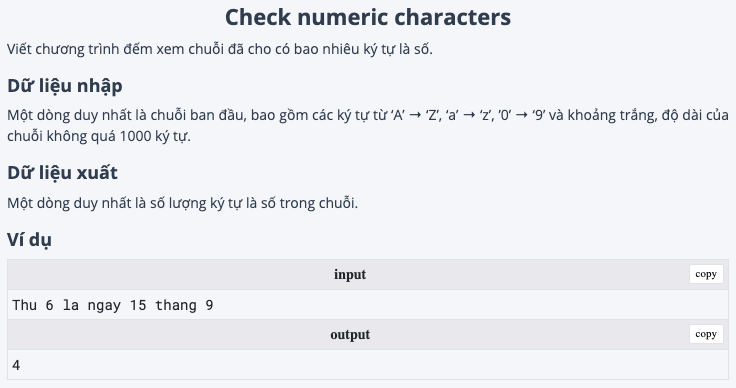 Check numeric characters
Viết chương trình đếm xem chuỗi đã cho có bao nhiêu ký tự là số.
Dữ liệu nhập
Một dòng duy nhất là chuỗi ban đầu, bao gồm các ký tự từ ‘A’ → ‘Z’, ‘a’ → ‘z’, ’0’ → ‘9’ và khoảng trắng, độ dài của
chuỗi không quá 1000 ký tự.
Dữ liệu xuất
Một dòng duy nhất là số lượng ký tự là số trong chuỗi.
Ví dụ
input copy
Thu 6 la ngay 15 thang 9
output copy
4